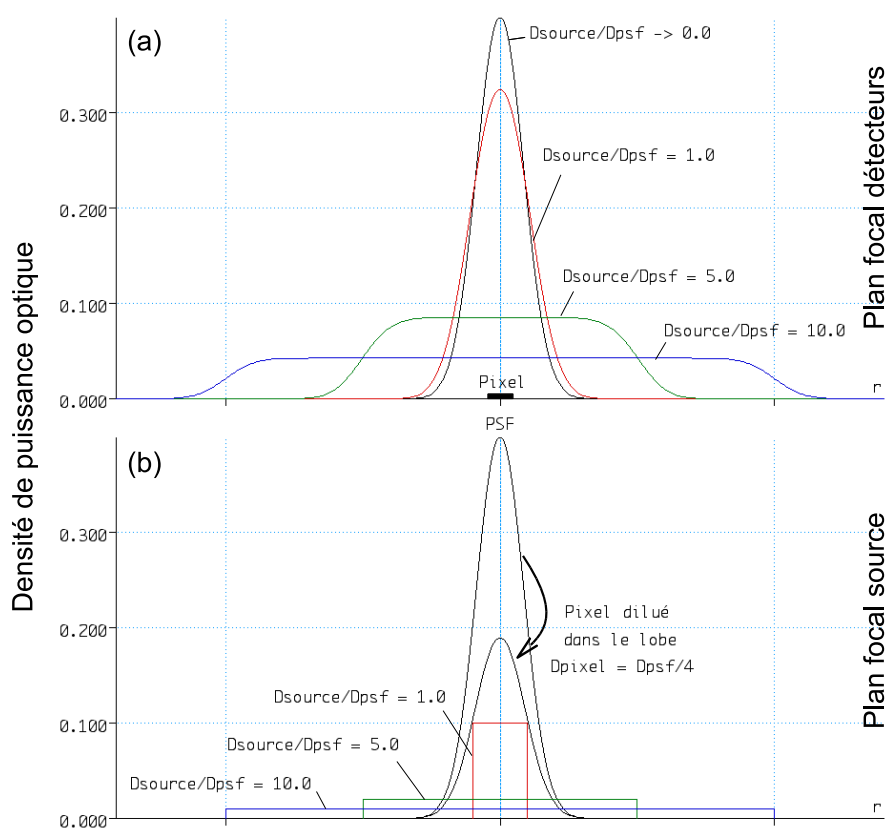 (a)
Dsource/Dpsf -> 0.0
0.300
Dsource/Dpsf = 1.0
0.200
Dsource/Dpsf = 5.0
0.100
Dsource/Dpsf = 10.0
Pixel
0.000
r
Plan focal détecteurs
Densité de puissance optique
PSF
(b)
0.300
Pixel dilué
dans le lobe
Dpixel = Dpsf/4
0.200
Dsource/Dpsf = 1.0
0.100
Dsource/Dpsf = 5.0
Dsource/Dpsf = 10.0
0.000
r
Plan focal source